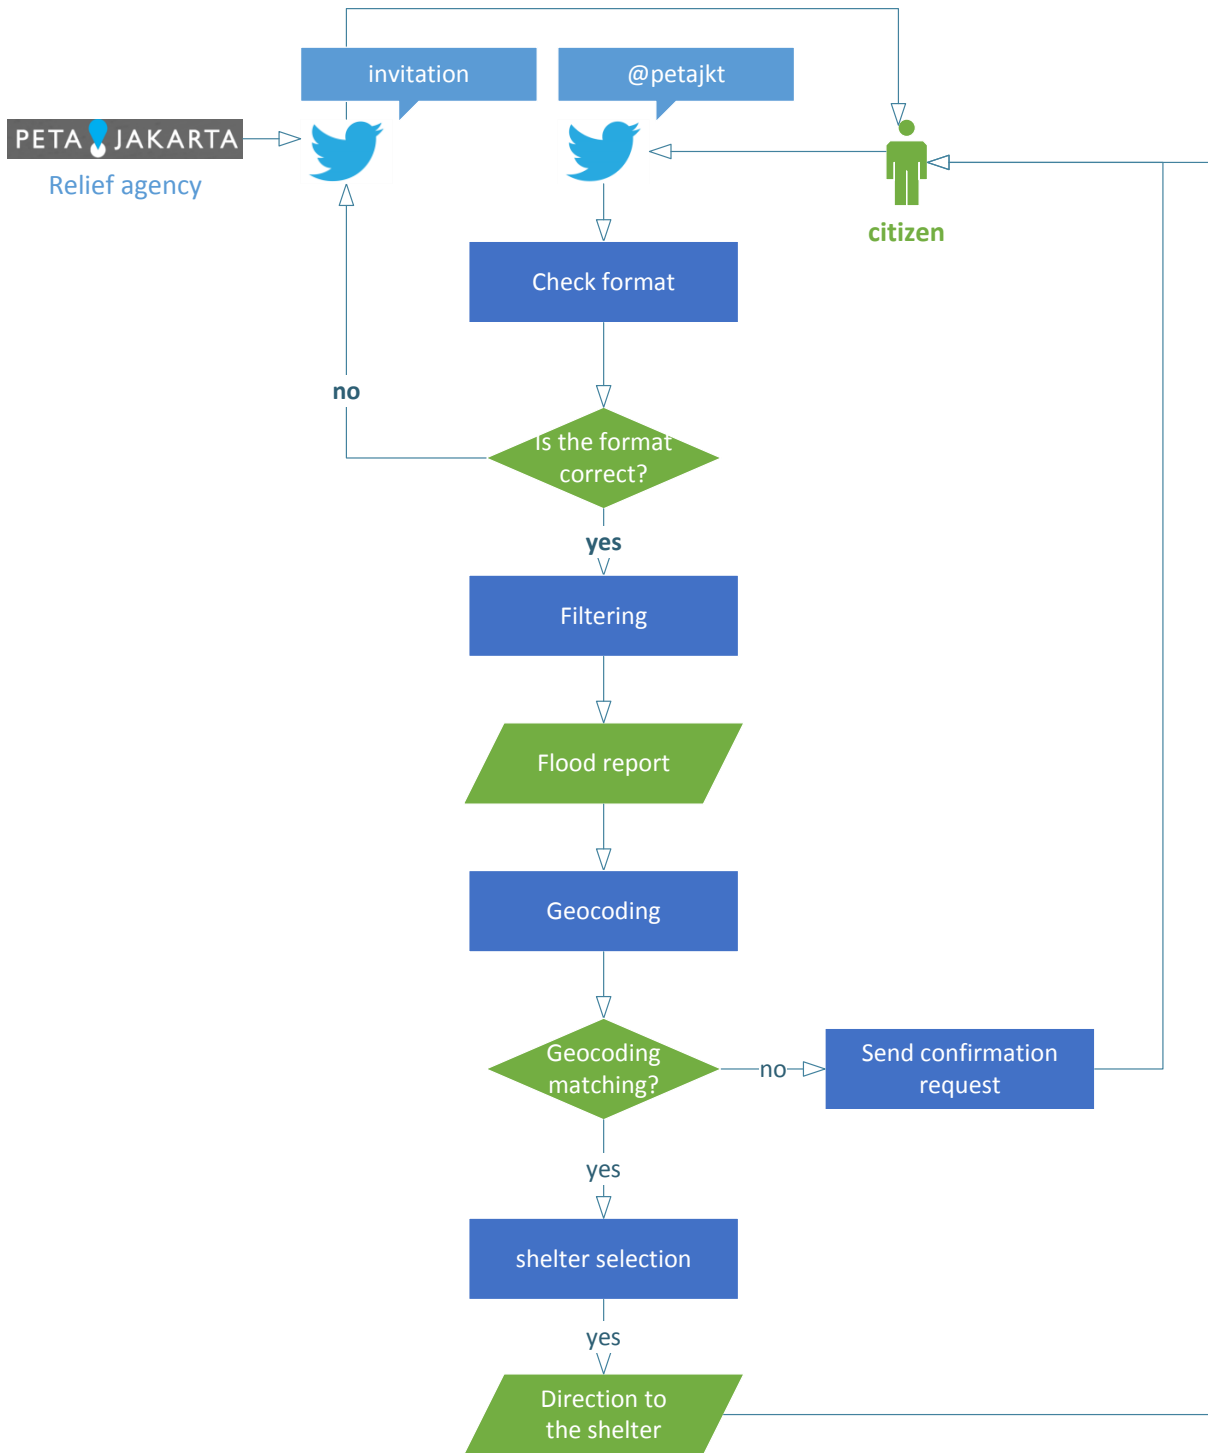 invitation
@petajkt
PETA JAKARTA
Relief agency
citizen
Check format
no
Is the format
correct?
yes
Filtering
Flood report
Geocoding
Geocoding
matching?
no
Send confirmation
request
yes
shelter selection
yes
Direction to
the shelter